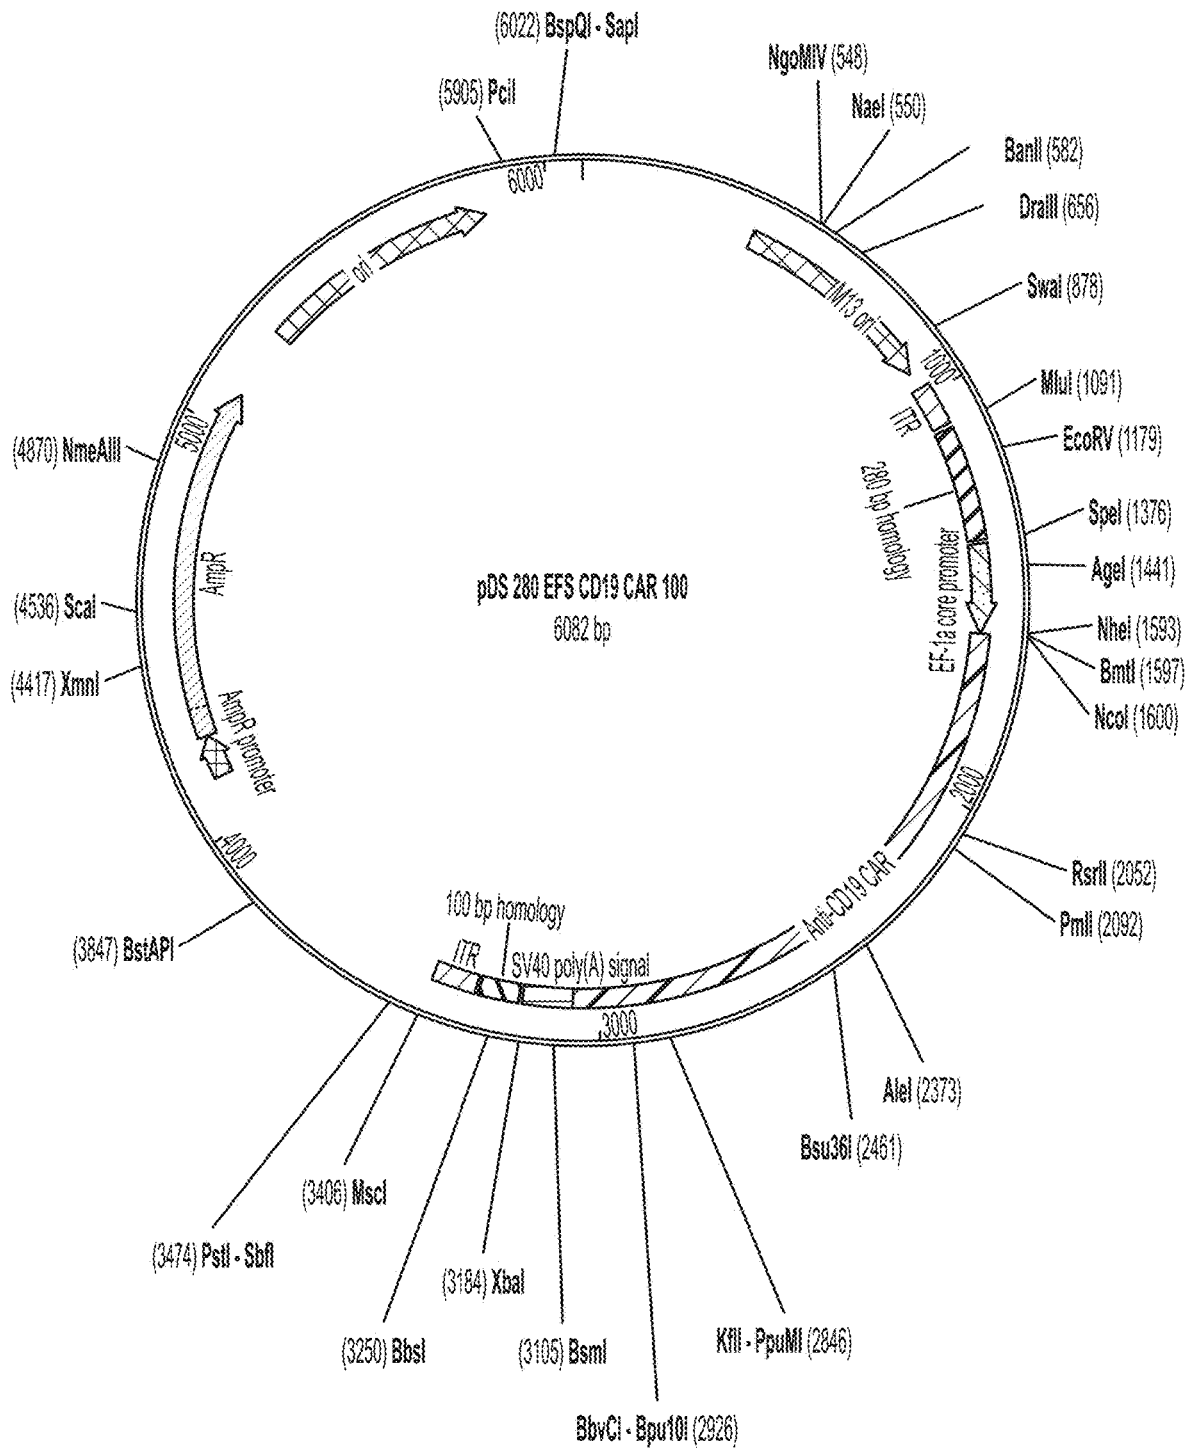 (6022) BspQI - SapI
(5905) PciI
NgoMIV (548)
NaeI (550)
BanII (582)
DraIII (656)
SwaI (878)
MluI (1091)
EcoRV (1179)
SpeI (1376)
AgeI (1441)
NheI (1593)
BmtI (1597)
NcoI (1600)
RsrII (2052)
PmlI (2092)
AleI (2373)
Bsu36I (2461)
KflI - PpuMI (2846)
BbvCI - Bpu10I (2926)
(3105) BsmI
(3184) XbaI
(3250) BbsI
(3406) MscI
(3474) PstI - SbfI
(3847) BstAPI
(4417) XmnI
(4536) ScaI
(4870) NmeAIII
6000
1000
2000
3000
4000
5000
ori
M13 ori
ITR
280 bp homology
EF-1a core promoter
Anti-CD19 CAR
SV40 poly(A) signal
100 bp homology
ITR
AmpR promoter
AmpR
pDS 280 EFS CD19 CAR 100
6082 bp